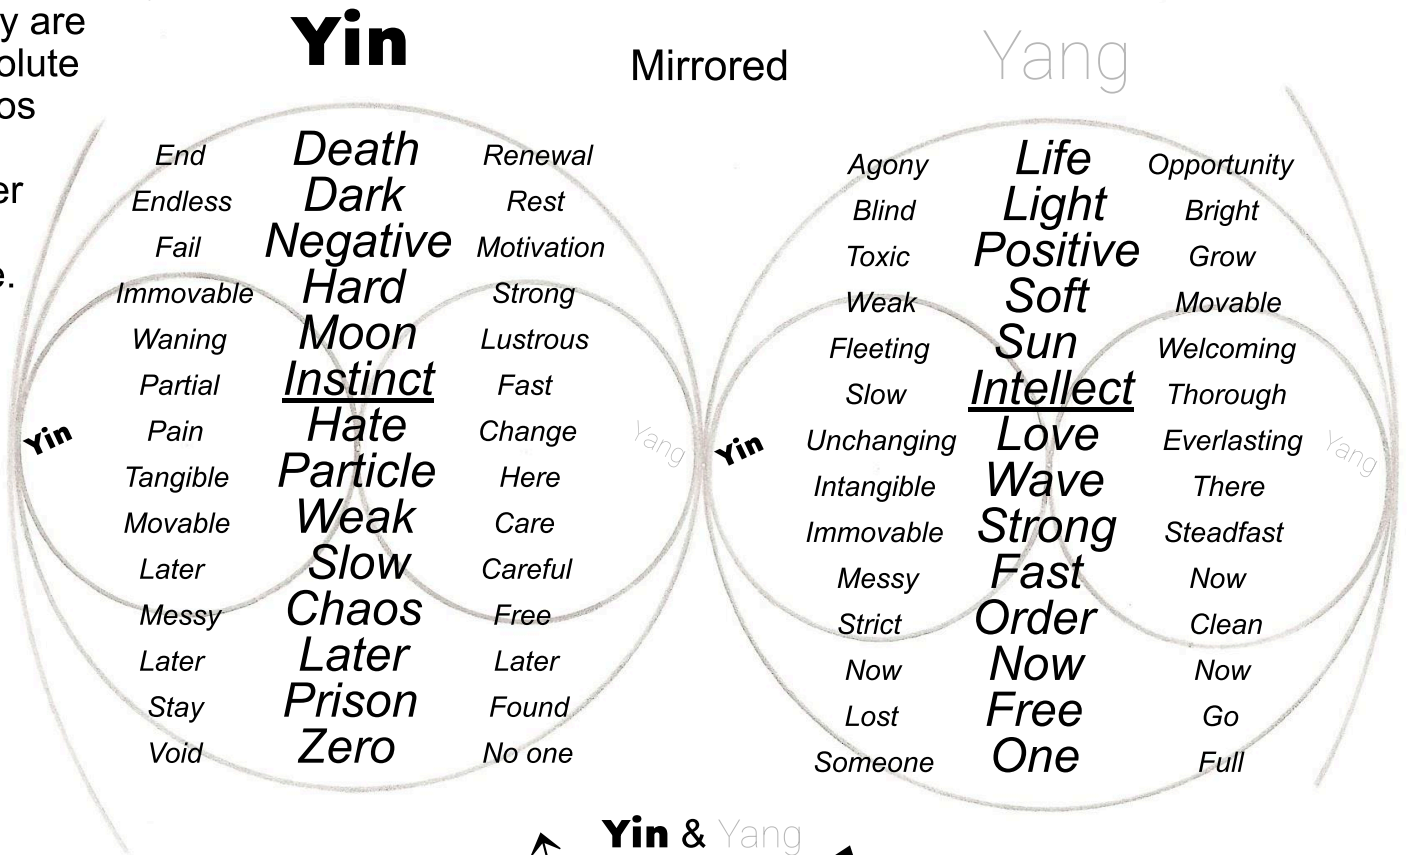 y are
olute
os
er
e.
Yin
Mirrored
Yang
End Death Renewal
Endless Dark Rest
Fail Negative Motivation
Immovable Hard Strong
Waning Moon Lustrous
Partial Instinct Fast
Pain Hate Change
Tangible Particle Here
Movable Weak Care
Later Slow Careful
Messy Chaos Free
Later Later Later
Stay Prison Found
Void Zero No one
Yin
Yang
Agony Life Opportunity
Blind Light Bright
Toxic Positive Grow
Weak Soft Movable
Fleeting Sun Welcoming
Slow Intellect Thorough
Unchanging Love Everlasting
Intangible Wave There
Immovable Strong Steadfast
Messy Fast Now
Strict Order Clean
Now Now Now
Lost Free Go
Someone One Full
Yin
Yang
Yin & Yang